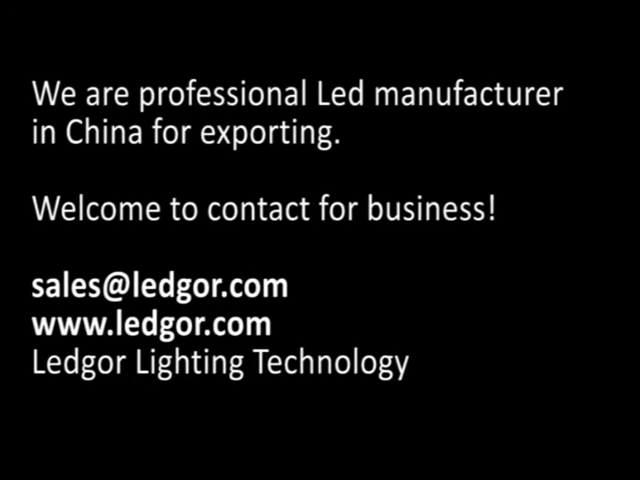 We are professional Led manufacturer
in China for exporting.
Welcome to contact for business!
sales@ledgor.com
www.ledgor.com
Ledgor Lighting Technology